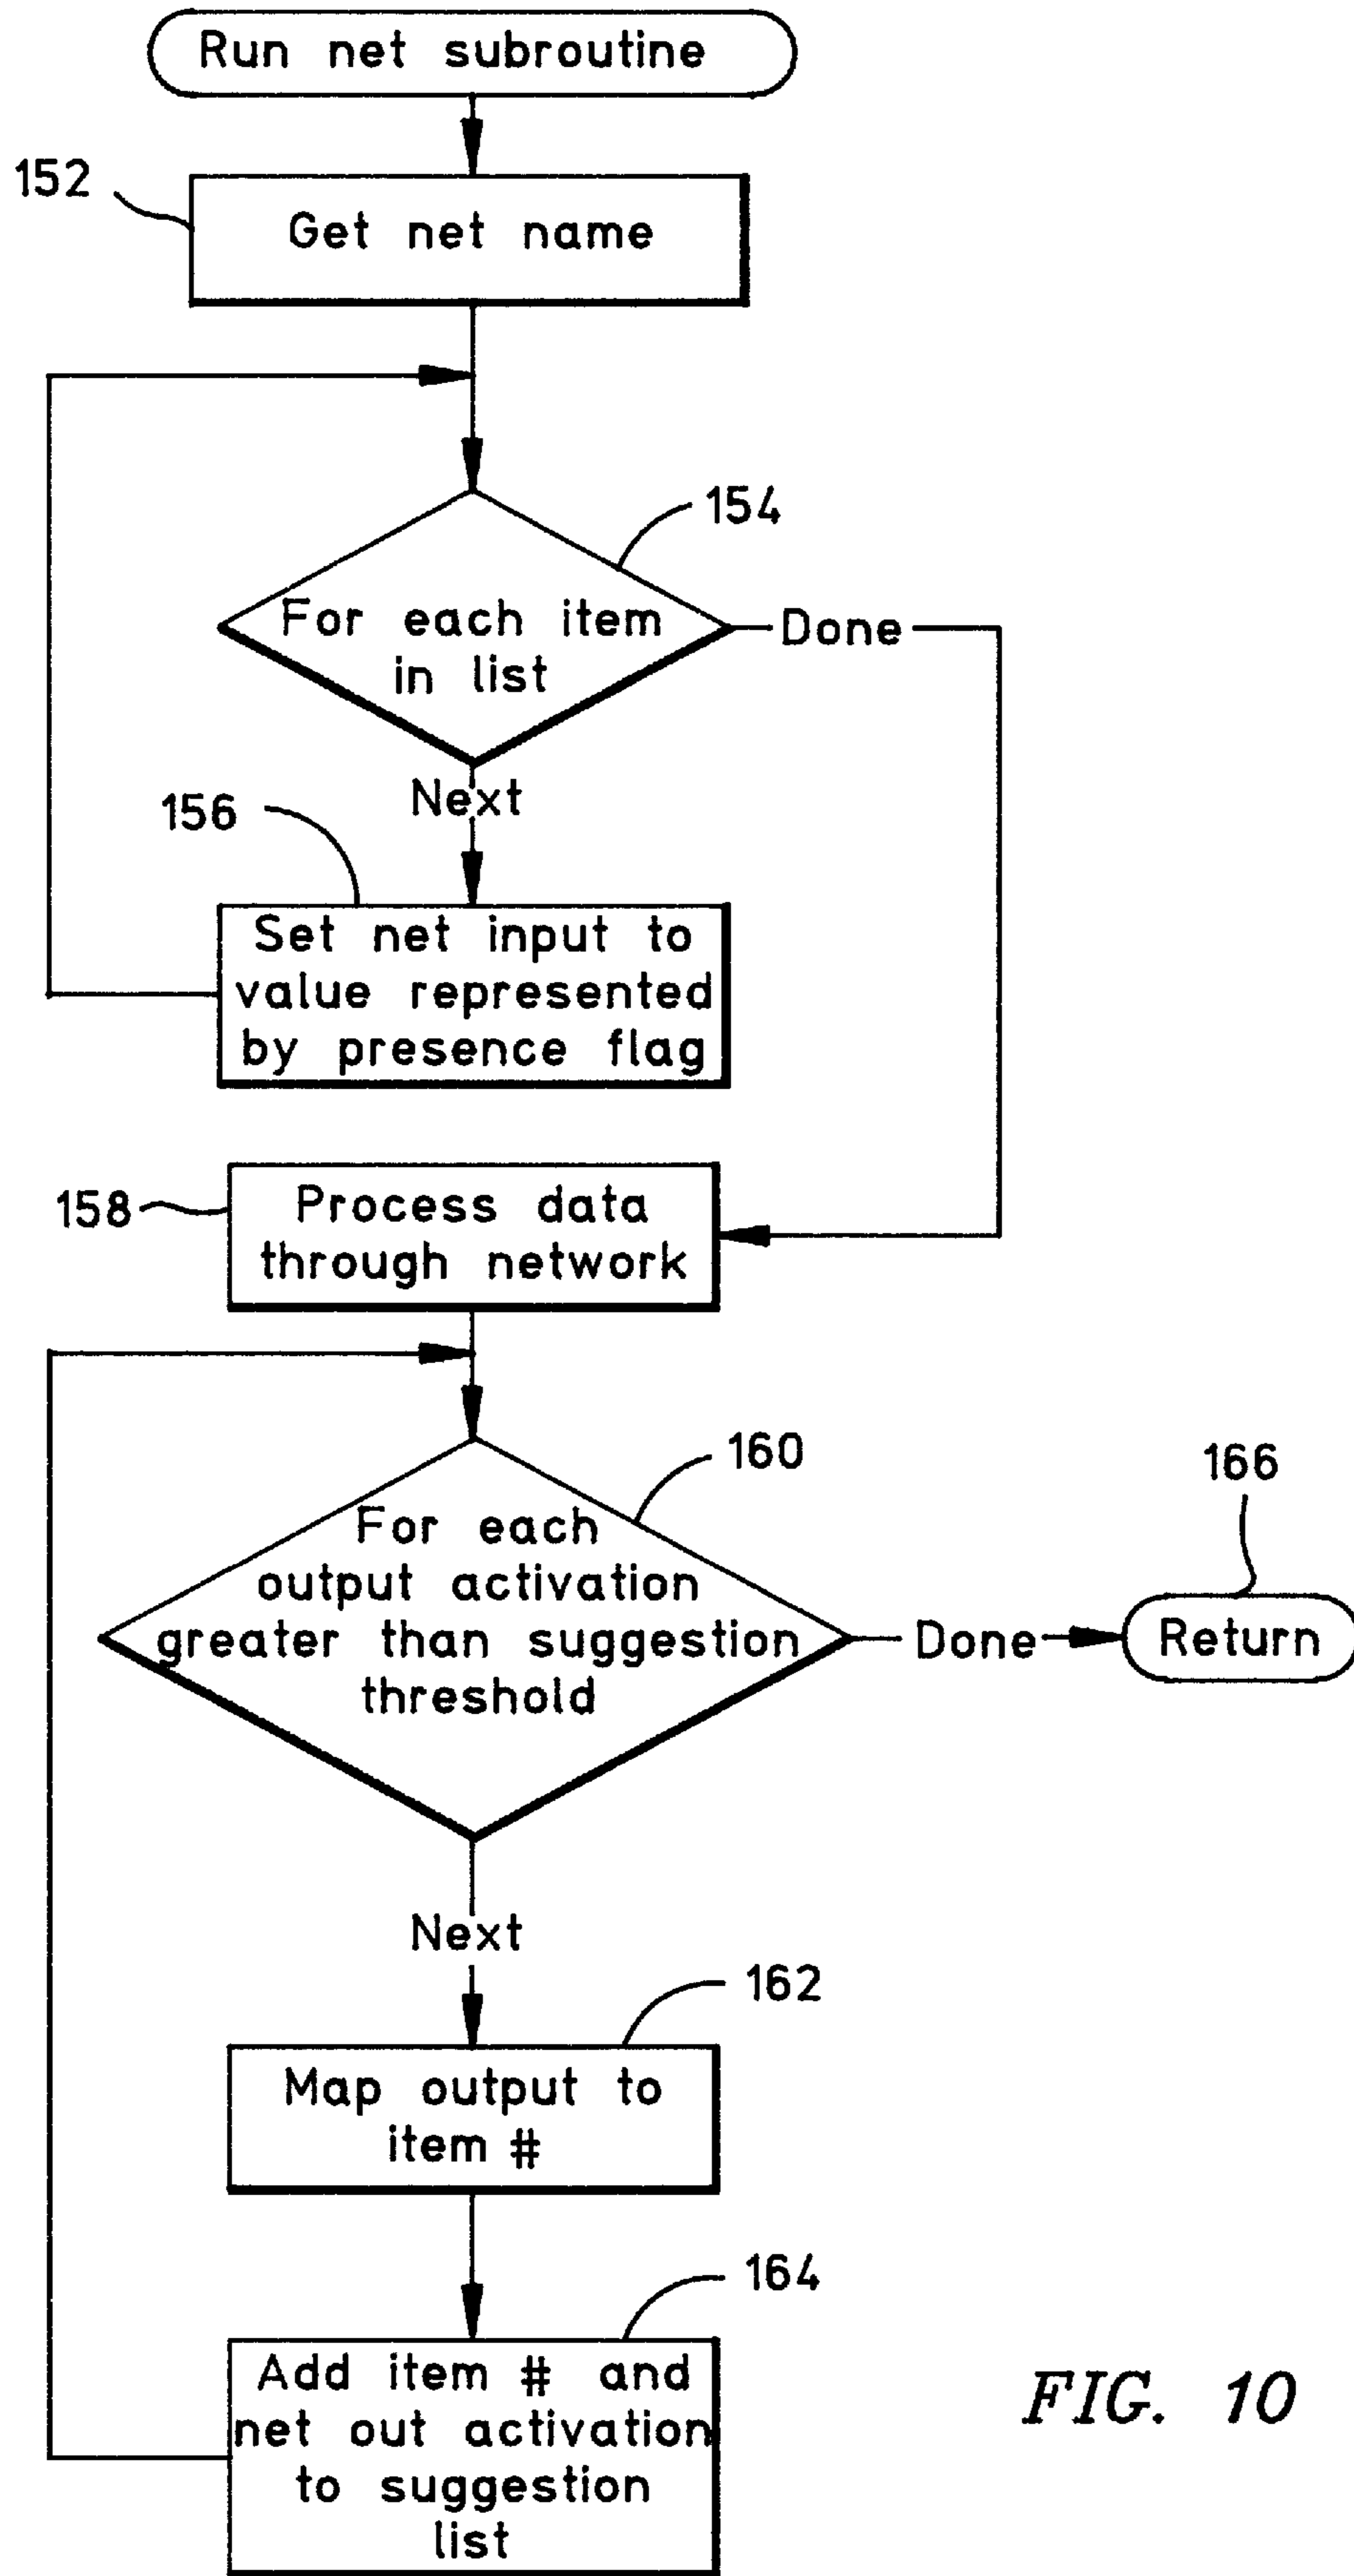 Run net subroutine
152
Get net name
154
For each item
in list
Done
Next
156
Set net input to
value represented
by presence flag
158
Process data
through network
160
For each
output activation
greater than suggestion
threshold
Done
166
Return
Next
162
Map output to
item #
164
Add item # and
net out activation
to suggestion
list
FIG. 10